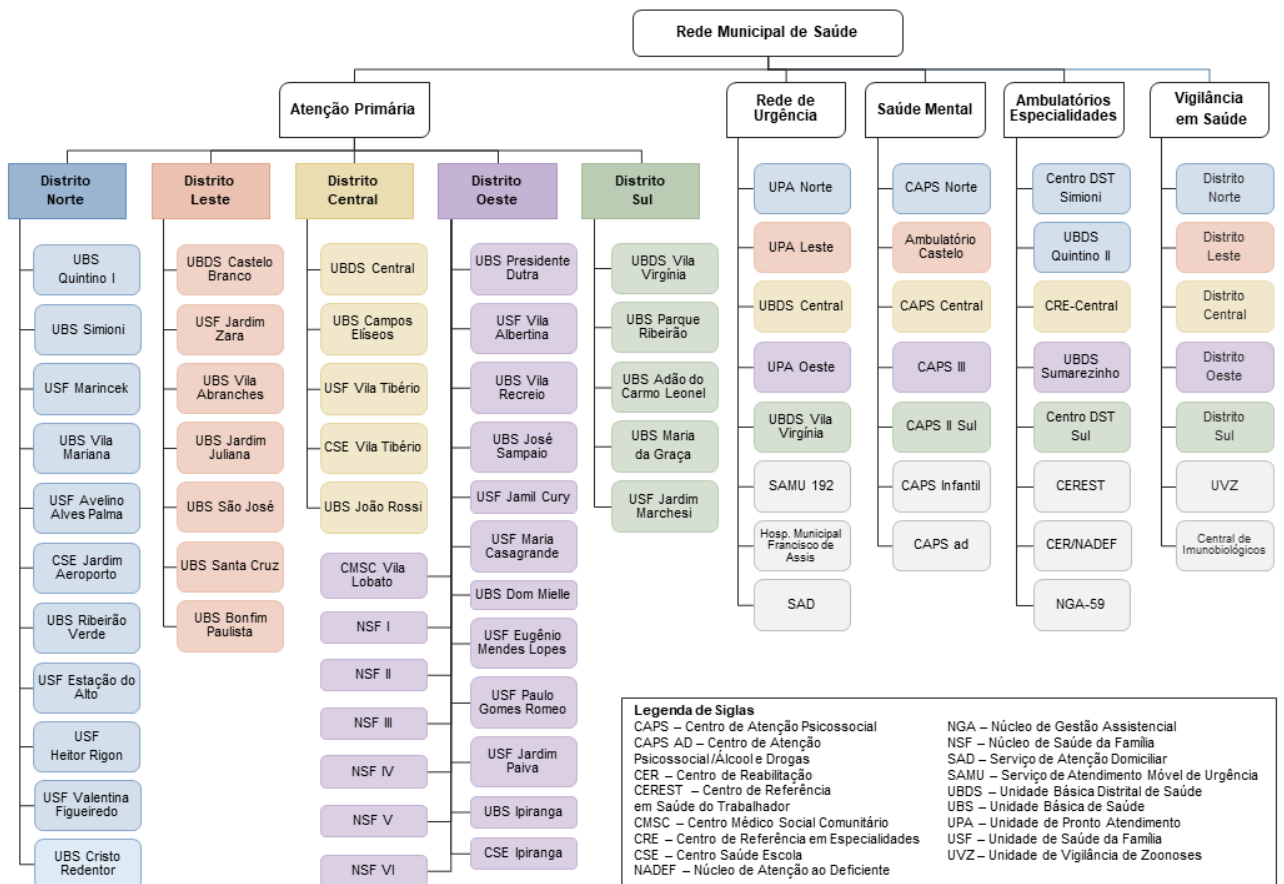 Rede Municipal de Saúde
Atenção Primária
Rede de
Urgência
Saúde Mental
Ambulatórios
Especialidades
Vigilância
em Saúde
Distrito
Norte
Distrito
Leste
Distrito
Central
Distrito
Oeste
Distrito
Sul
UBS
Quintino I
UBS Simioni
USF Marincek
UBS Vila
Mariana
USF Avelino
Alves Palma
CSE Jardim
Aeroporto
UBS Ribeirão
Verde
USF Estação do
Alto
USF
Heitor Rigon
USF Valentina
Figueiredo
UBS Cristo
Redentor
UBDS Castelo
Branco
USF Jardim
Zara
UBS Vila
Abranches
UBS Jardim
Juliana
UBS São José
UBS Santa Cruz
UBS Bonfim
Paulista
UBDS Central
UBS Campos
Elíseos
USF Vila Tibério
CSE Vila Tibério
UBS João Rossi
CMSC Vila
Lobato
NSF I
NSF II
NSF III
NSF IV
NSF V
NSF VI
UBS Presidente
Dutra
USF Vila
Albertina
UBS Vila
Recreio
UBS José
Sampaio
USF Jamil Cury
USF Maria
Casagrande
UBS Dom Mielle
USF Eugênio
Mendes Lopes
USF Paulo
Gomes Romeo
USF Jardim
Paiva
UBS Ipiranga
CSE Ipiranga
UBDS Vila
Virgínia
UBS Parque
Ribeirão
UBS Adão do
Carmo Leonel
UBS Maria
da Graça
USF Jardim
Marchesi
UPA Norte
UPA Leste
UBDS Central
UPA Oeste
UBDS Vila
Virgínia
SAMU 192
Hosp. Municipal
Francisco de
Assis
SAD
CAPS Norte
Ambulatório
Castelo
CAPS Central
CAPS III
CAPS II Sul
CAPS Infantil
CAPS ad
Centro DST
Simioni
UBDS
Quintino II
CRE-Central
UBDS
Sumarezinho
Centro DST
Sul
CEREST
CER/NADEF
NGA-59
Distrito
Norte
Distrito
Leste
Distrito
Central
Distrito
Oeste
Distrito
Sul
UVZ
Central de
Imunobiológicos
Legenda de Siglas
CAPS – Centro de Atenção Psicossocial
CAPS AD – Centro de Atenção
Psicossocial/Álcool e Drogas
CER – Centro de Reabilitação
CEREST – Centro de Referência
em Saúde do Trabalhador
CMSC – Centro Médico Social Comunitário
CRE – Centro de Referência em Especialidades
CSE – Centro Saúde Escola
NADEF – Núcleo de Atenção ao Deficiente
NGA – Núcleo de Gestão Assistencial
NSF – Núcleo de Saúde da Família
SAD – Serviço de Atenção Domiciliar
SAMU – Serviço de Atendimento Móvel de Urgência
UBDS – Unidade Básica Distrital de Saúde
UBS – Unidade Básica de Saúde
UPA – Unidade de Pronto Atendimento
USF – Unidade de Saúde da Família
UVZ – Unidade de Vigilância de Zoonoses